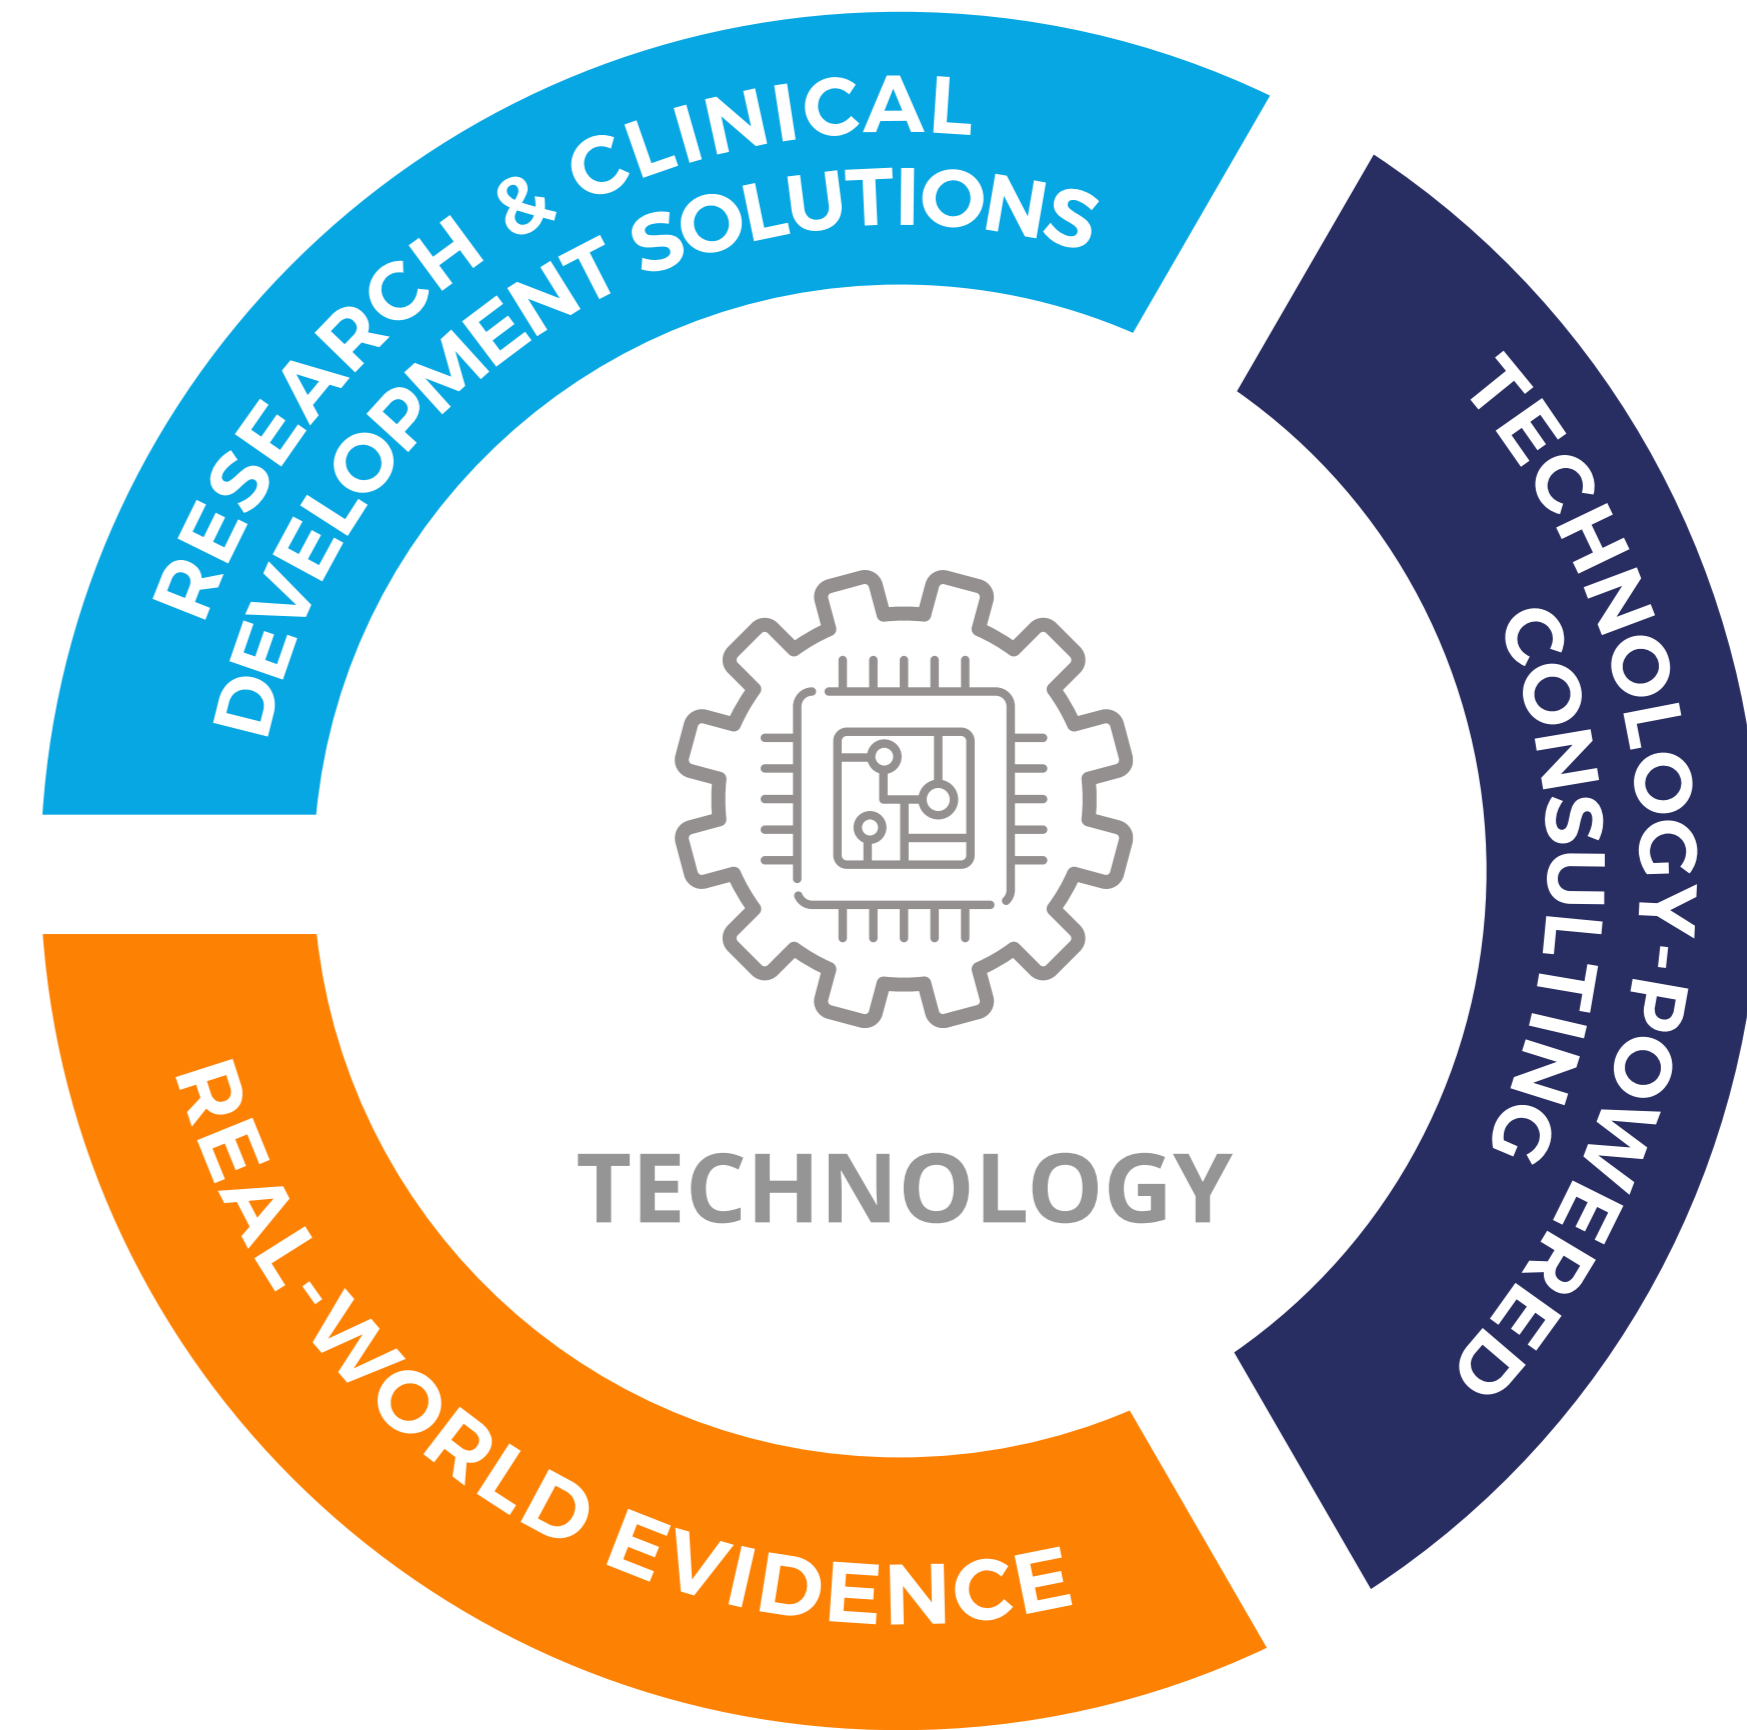 RESEARCH & CLINICAL
DEVELOPMENT SOLUTIONS
TECHNOLOGY-POWERED
CONSULTING
TECHNOLOGY
REAL-WORLD EVIDENCE